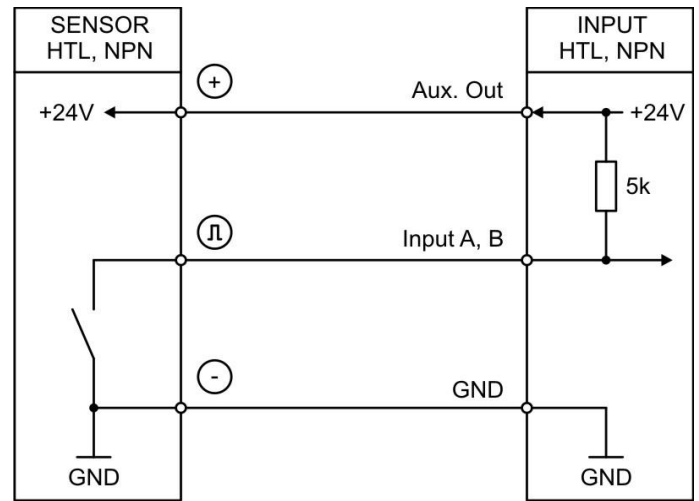 SENSOR
HTL, NPN
INPUT
HTL, NPN
+
Aux. Out
+24V
+24V
5k
Input A, B
-
GND
GND
GND